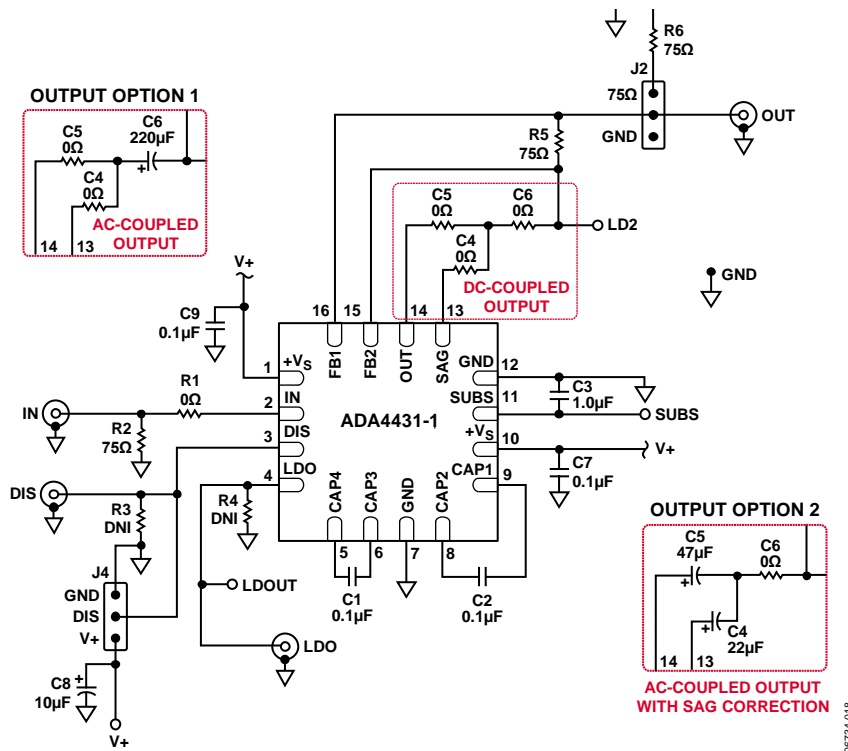 R6
75Ω
J2
75Ω
GND
OUT
OUTPUT OPTION 1
C6
220µF
+
C5
0Ω
C4
0Ω
AC-COUPLED
OUTPUT
14 13
R5
75Ω
C5
0Ω
C6
0Ω
C4
0Ω
LD2
DC-COUPLED
OUTPUT
GND
V+
C9
0.1µF
16 15 14 13
FB1 FB2 OUT SAG
1 +VS
GND 12
C3
1.0µF
R1
0Ω
IN
2 IN
SUBS 11
SUBS
R2
75Ω
ADA4431-1
3 DIS
+VS 10
V+
C7
0.1µF
4 LDO
CAP1 9
DIS
R3
DNI
R4
DNI
CAP4 CAP3 GND CAP2
5 6 7 8
C1
0.1µF
C2
0.1µF
LDOUT
LDO
J4
GND
DIS
V+
C8 +
10µF
V+
OUTPUT OPTION 2
C5
47µF
+
C6
0Ω
C4
22µF
+
14 13
AC-COUPLED OUTPUT
WITH SAG CORRECTION
06724-018